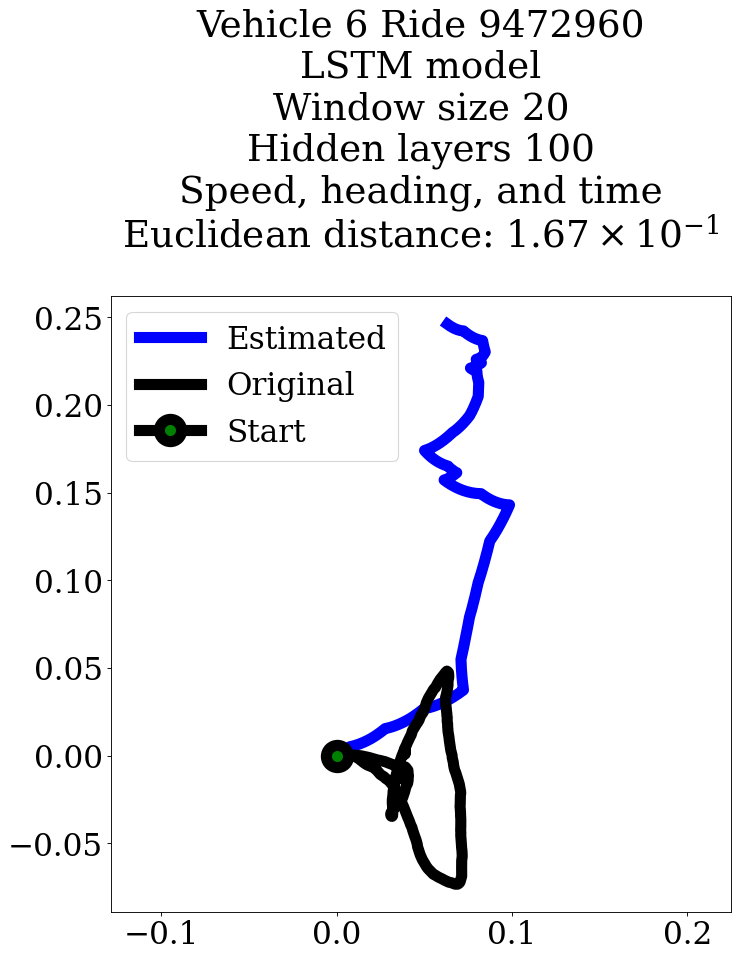 Vehicle 6 Ride 9472960
LSTM model
Window size 20
Hidden layers 100
Speed, heading, and time
Euclidean distance: 1.67 × 10⁻¹
Estimated
Original
Start
0.25
0.20
0.15
0.10
0.05
0.00
−0.05
−0.1
0.0
0.1
0.2